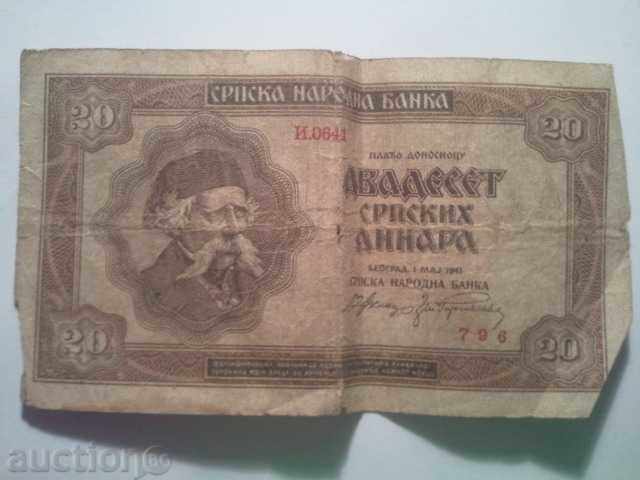 20
СРПСКА НАРОДНА БАНКА
20
И.0641
ПЛАЋА ДОНОСИОЦУ
ДВАДЕСЕТ
СРПСКИХ
ДИНАРА
БЕОГРАД, 1 МАЈ 1941
СРПСКА НАРОДНА БАНКА
796
20
20
auction BG